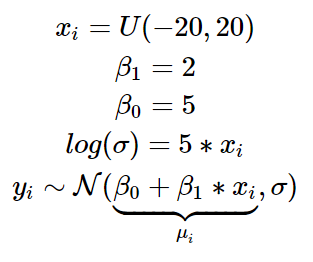 x_i = U(−20, 20)
β_1 = 2
β_0 = 5
log(σ) = 5 ∗ x_i
y_i ∼ N(β_0 + β_1 ∗ x_i, σ)
μ_i